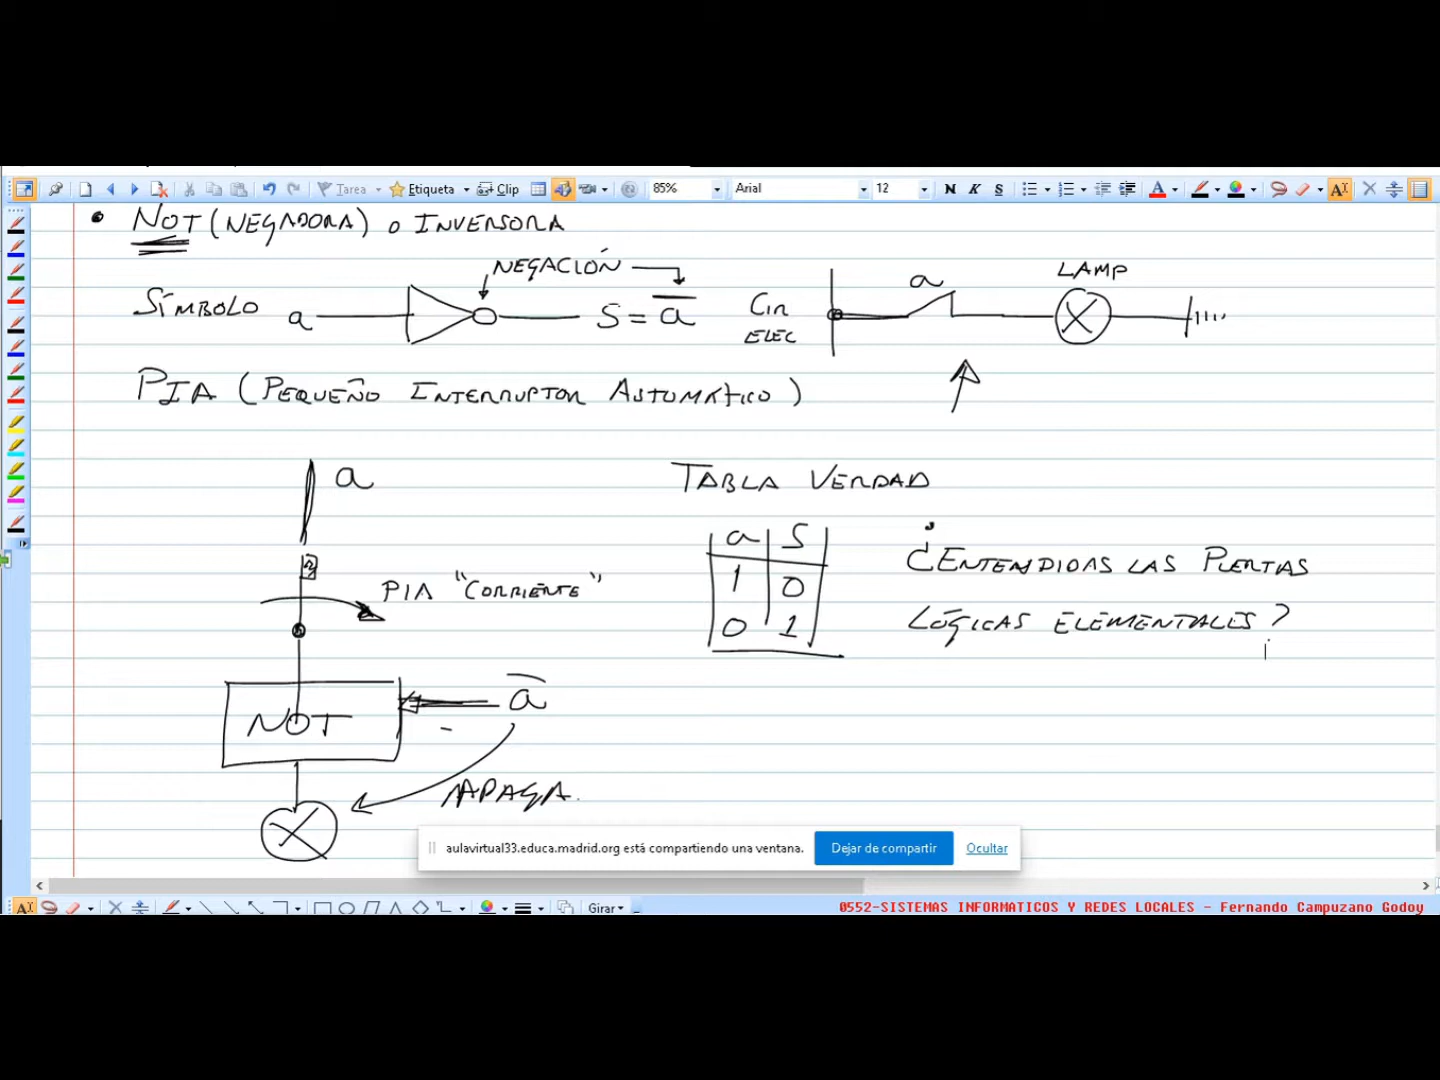 Tarea
Etiqueta
Clip
85%
Arial
12
N K S
• NOT (NEGADORA) o INVERSORA
NEGACIÓN
SÍMBOLO a S = a̅
CIR ELEC
a
LAMP
PIA (PEQUEÑO INTERRUPTOR AUTOMÁTICO)
a
TABLA VERDAD
a S
1 0
0 1
¿ENTENDIDAS LAS PUERTAS
LÓGICAS ELEMENTALES?
PIA "CORRIENTE"
NOT
a̅
APAGA.
aulavirtual33.educa.madrid.org está compartiendo una ventana.
Dejar de compartir
Ocultar
Girar
0552-SISTEMAS INFORMATICOS Y REDES LOCALES - Fernando Campuzano Godoy